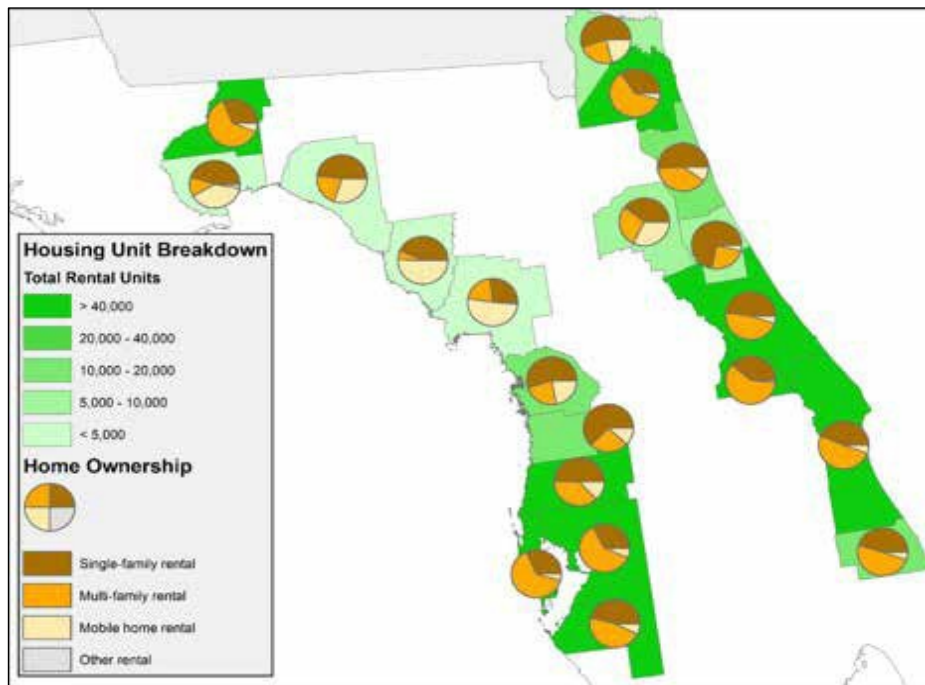 Housing Unit Breakdown
Total Rental Units
> 40,000
20,000 - 40,000
10,000 - 20,000
5,000 - 10,000
< 5,000
Home Ownership
Single-family rental
Multi-family rental
Mobile home rental
Other rental